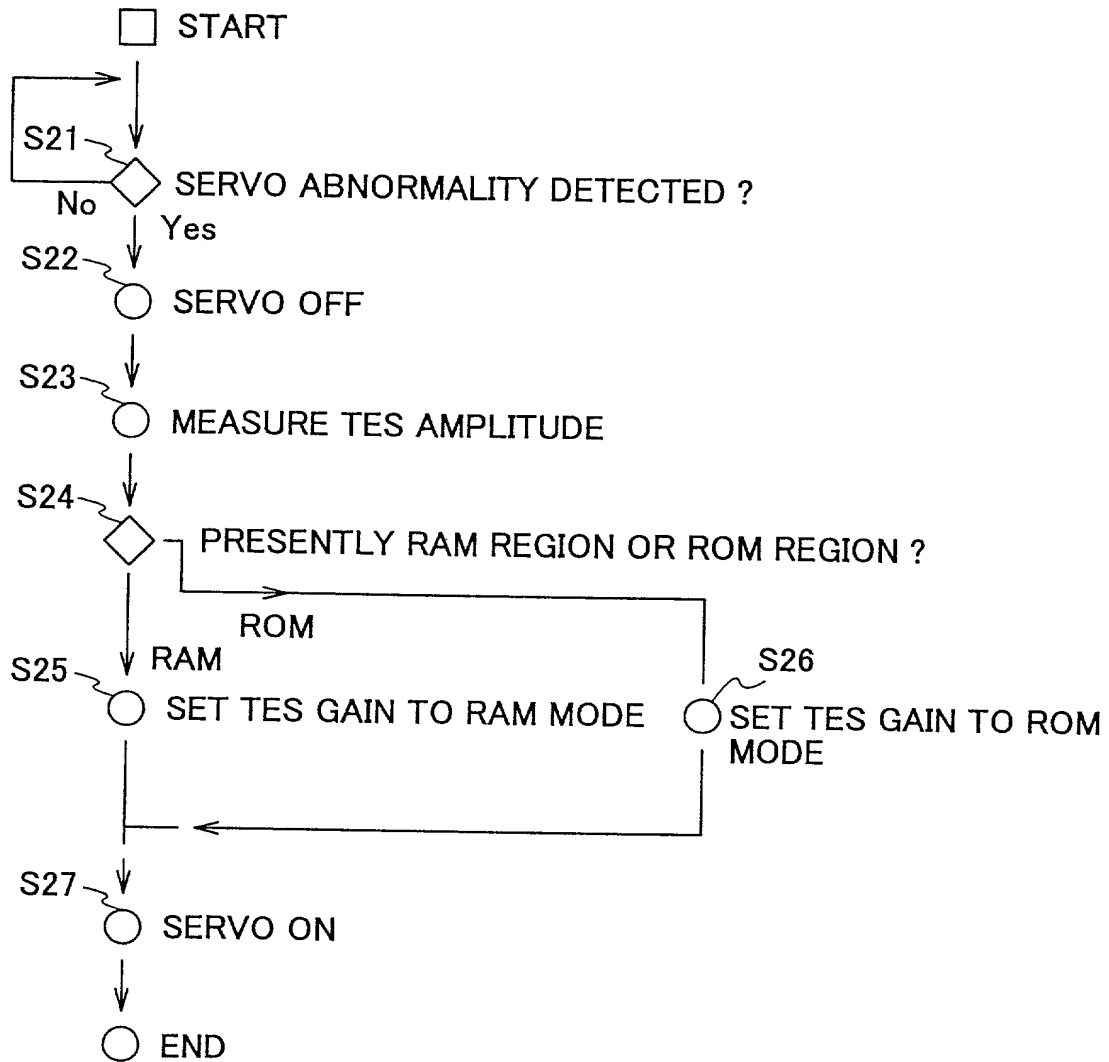 START
S21
SERVO ABNORMALITY DETECTED ?
No
Yes
S22
SERVO OFF
S23
MEASURE TES AMPLITUDE
S24
PRESENTLY RAM REGION OR ROM REGION ?
ROM
RAM
S25
SET TES GAIN TO RAM MODE
S26
SET TES GAIN TO ROM
MODE
S27
SERVO ON
END